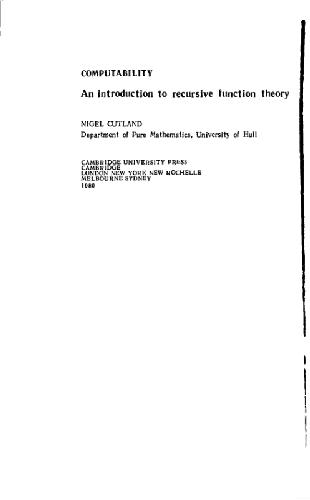 COMPUTABILITY
An introduction to recursive function theory
NIGEL CUTLAND
Department of Pure Mathematics, University of Hull
CAMBRIDGE UNIVERSITY PRESS
CAMBRIDGE
LONDON NEW YORK NEW ROCHELLE
MELBOURNE SYDNEY
1980